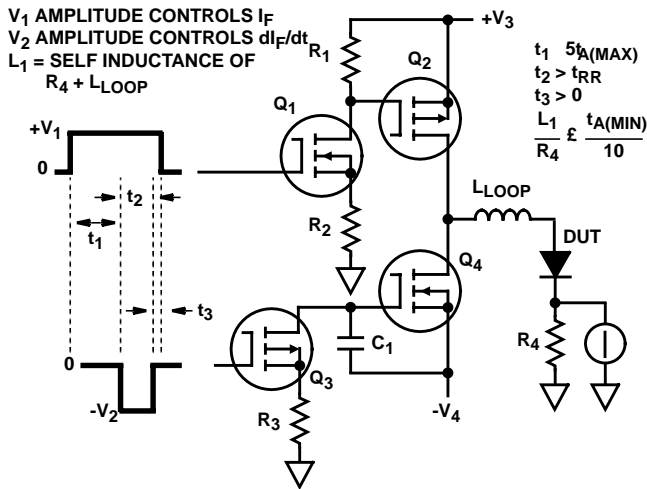 V1 AMPLITUDE CONTROLS IF
V2 AMPLITUDE CONTROLS dIF/dt
L1 = SELF INDUCTANCE OF
R4 + LLOOP
+V3
R1
Q2
t1 5tA(MAX)
t2 > tRR
t3 > 0
L1/R4 £ tA(MIN)/10
Q1
+V1
0
t2
t1
R2
LLOOP
DUT
Q4
t3
C1
R4
0
Q3
-V2
-V4
R3